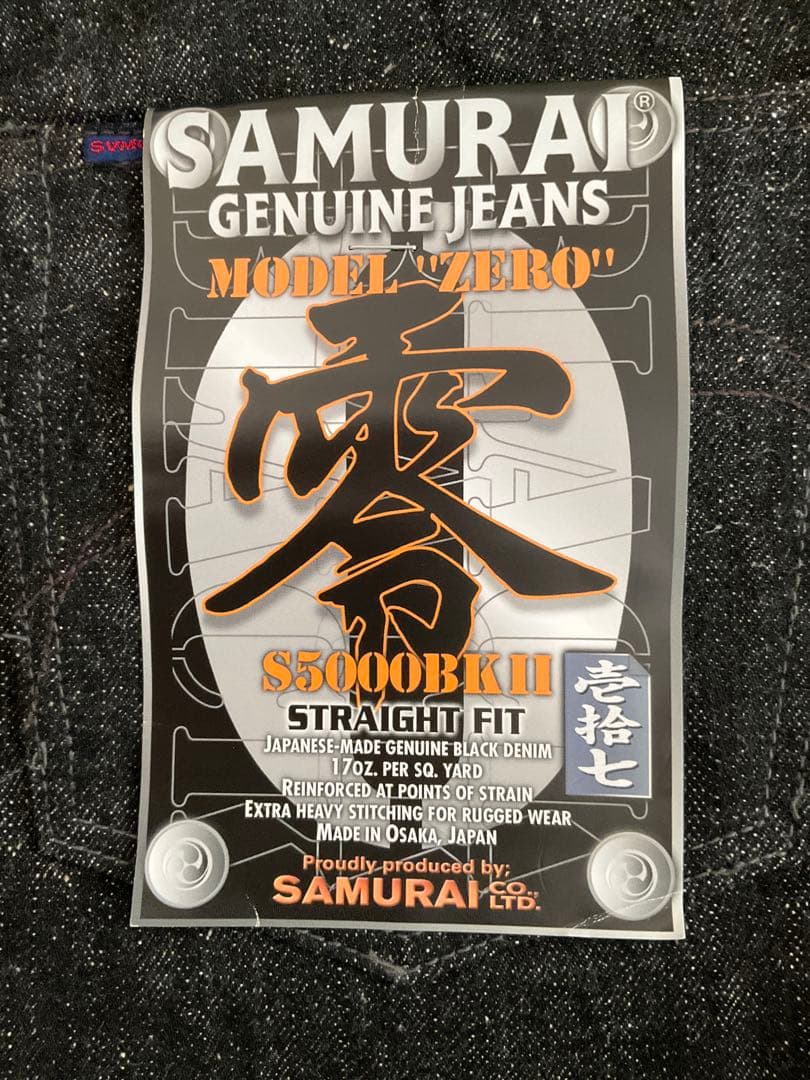 SAMURAI®
GENUINE JEANS
MODEL "ZERO"
零
S5000BKII
STRAIGHT FIT
JAPANESE-MADE GENUINE BLACK DENIM
17OZ. PER SQ. YARD
REINFORCED AT POINTS OF STRAIN
EXTRA HEAVY STITCHING FOR RUGGED WEAR
MADE IN OSAKA, JAPAN
壱拾七
Proudly produced by;
SAMURAI CO., LTD.